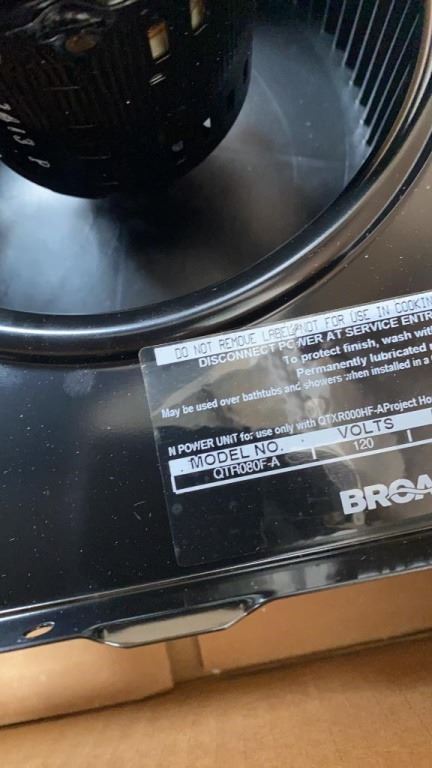 DO NOT REMOVE LABEL NOT FOR USE IN COOKIN
DISCONNECT POWER AT SERVICE ENTR
To protect finish, wash wit
Permanently lubricated
May be used over bathtubs and showers when installed in a
N POWER UNIT for use only with QTXR000HF-AProject Ho
MODEL NO. VOLTS
QTR080F-A 120
BROA